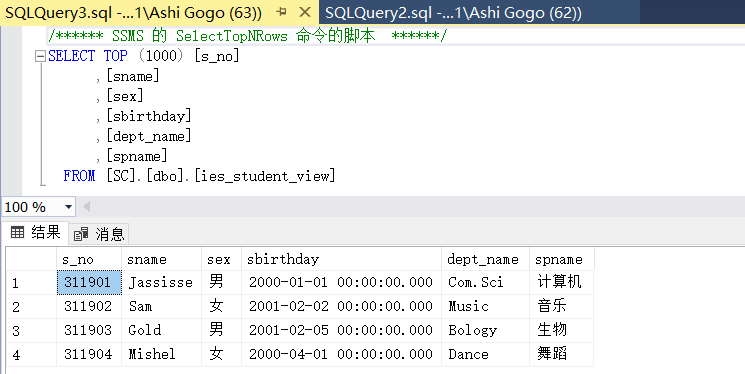 SQLQuery3.sql -...1\Ashi Gogo (63)) SQLQuery2.sql -...1\Ashi Gogo (62))
/****** SSMS 的 SelectTopNRows 命令的脚本 ******/
SELECT TOP (1000) [s_no]
,[sname]
,[sex]
,[sbirthday]
,[dept_name]
,[spname]
FROM [SC].[dbo].[ies_student_view]
100 %
结果 消息
s_no sname sex sbirthday dept_name spname
1 311901 Jassisse 男 2000-01-01 00:00:00.000 Com.Sci 计算机
2 311902 Sam 女 2001-02-02 00:00:00.000 Music 音乐
3 311903 Gold 男 2001-02-05 00:00:00.000 Bology 生物
4 311904 Mishel 女 2000-04-01 00:00:00.000 Dance 舞蹈